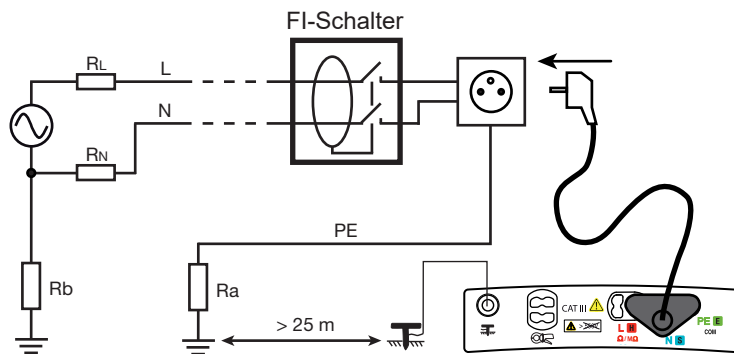 FI-Schalter
RL
L
N
RN
PE
Rb
Ra
> 25 m
CAT III
L H
Ω/MΩ
N S
PE E
COM